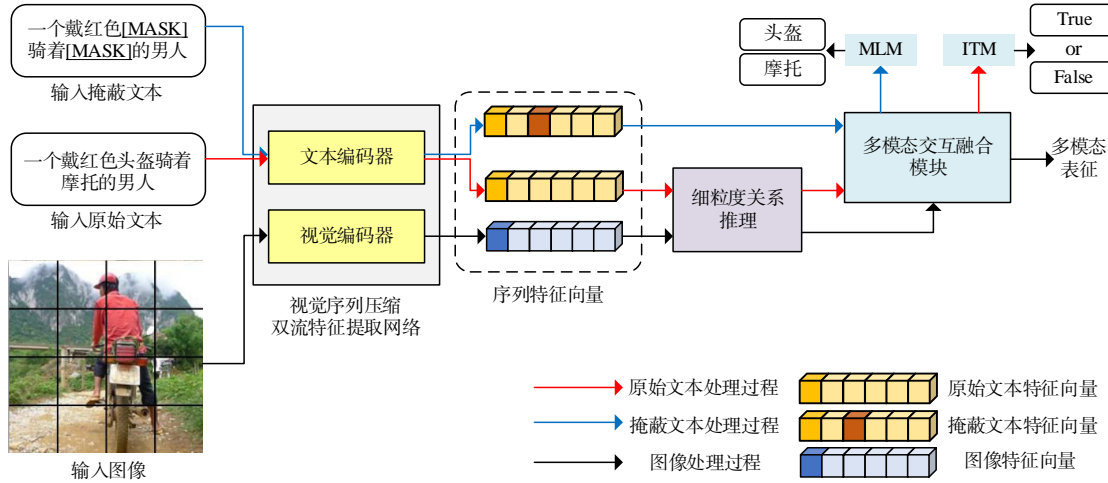 一个戴红色[MASK]
骑着[MASK]的男人
输入掩蔽文本
一个戴红色头盔骑着
摩托的男人
输入原始文本
输入图像
文本编码器
视觉编码器
视觉序列压缩
双流特征提取网络
序列特征向量
细粒度关系
推理
头盔
摩托
MLM
ITM
True
or
False
多模态交互融合
模块
多模态
表征
原始文本处理过程
原始文本特征向量
掩蔽文本处理过程
掩蔽文本特征向量
图像处理过程
图像特征向量